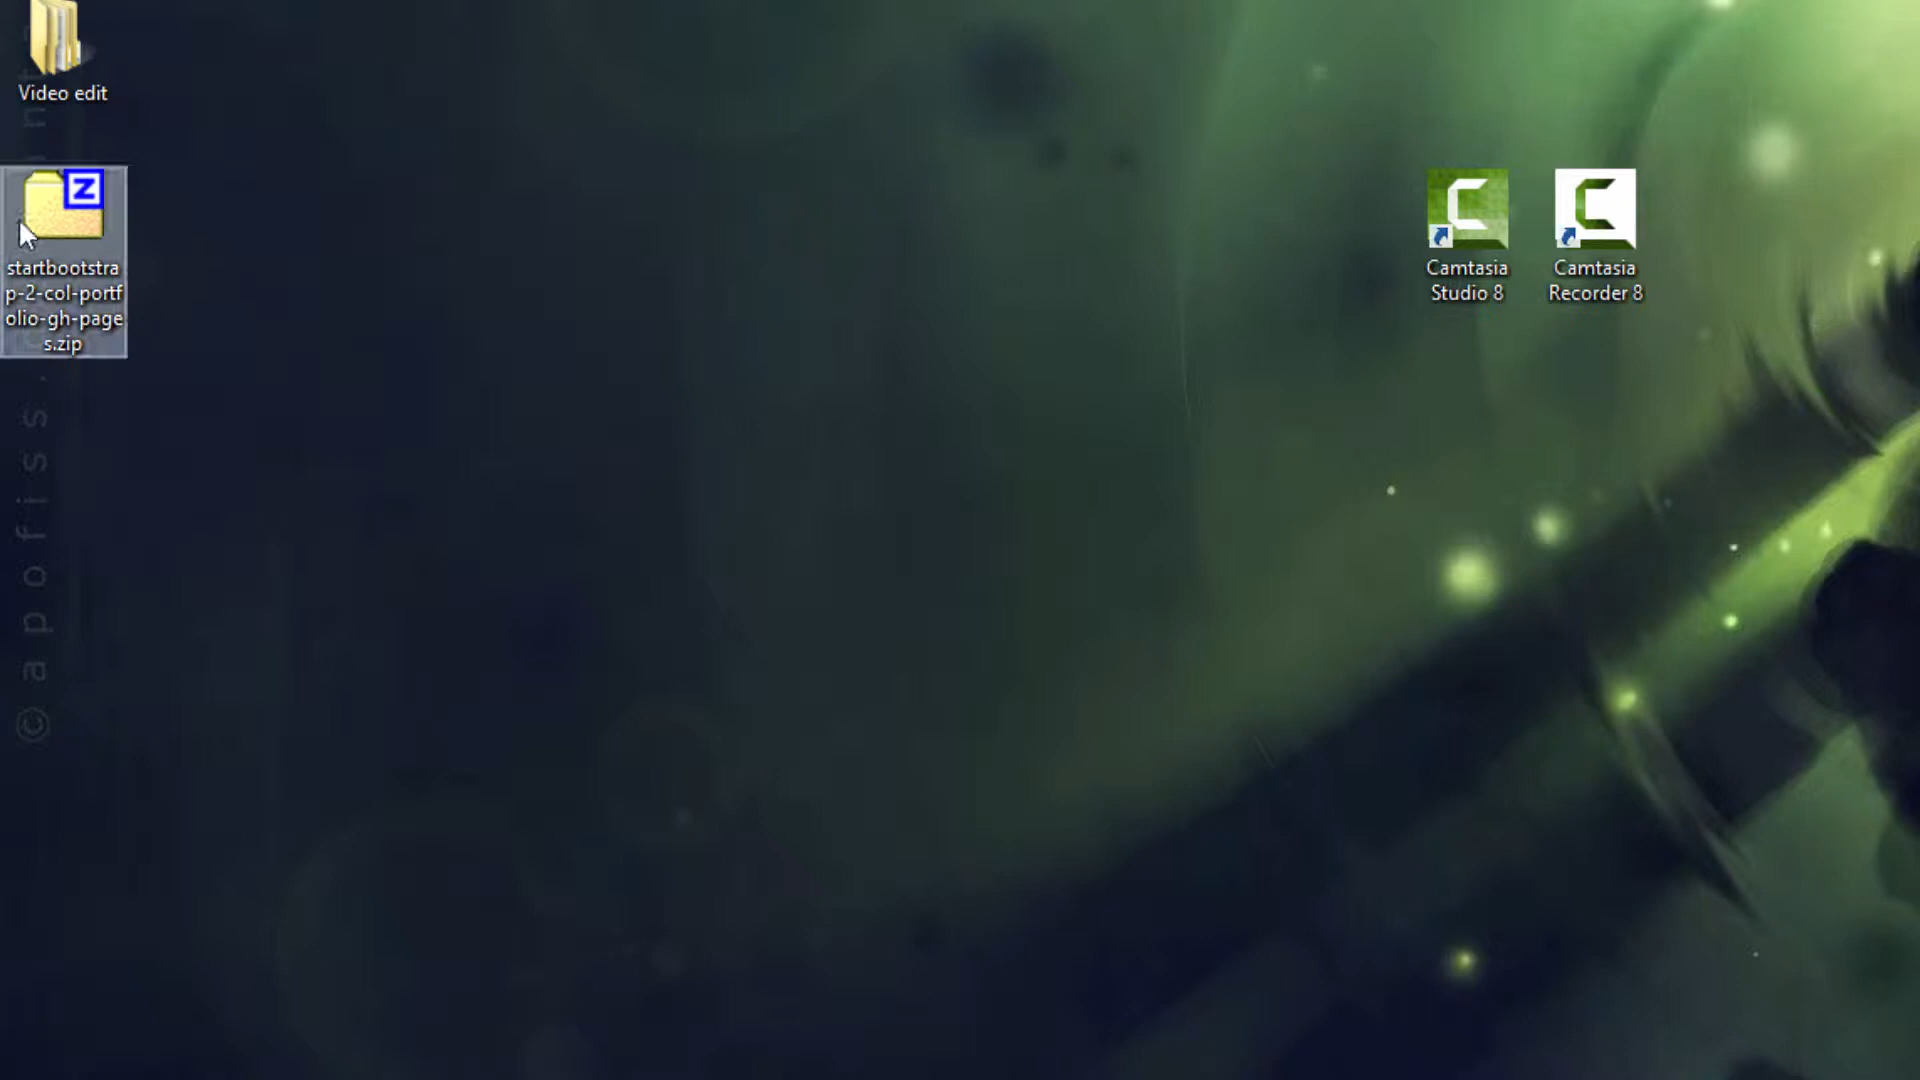 Video edit
startbootstra
p-2-col-portf
olio-gh-page
s.zip
Camtasia
Studio 8
Camtasia
Recorder 8
Z